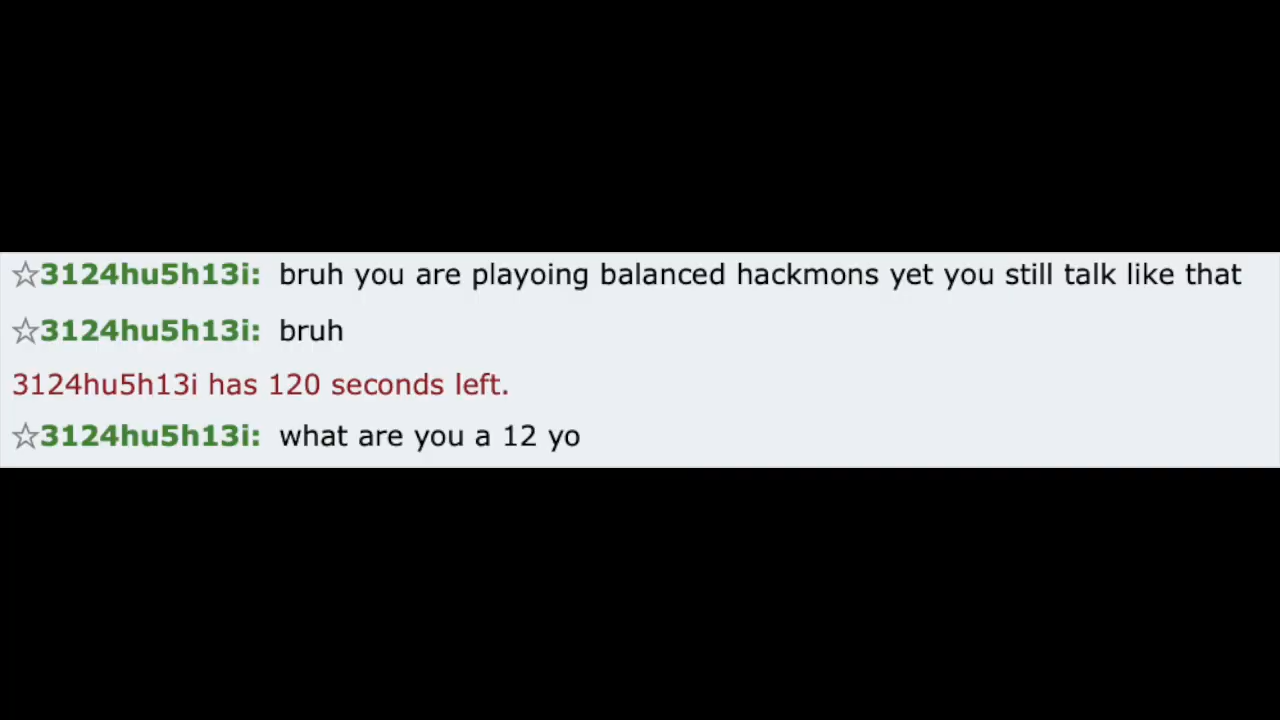 ☆3124hu5h13i: bruh you are playoing balanced hackmons yet you still talk like that
☆3124hu5h13i: bruh
3124hu5h13i has 120 seconds left.
☆3124hu5h13i: what are you a 12 yo